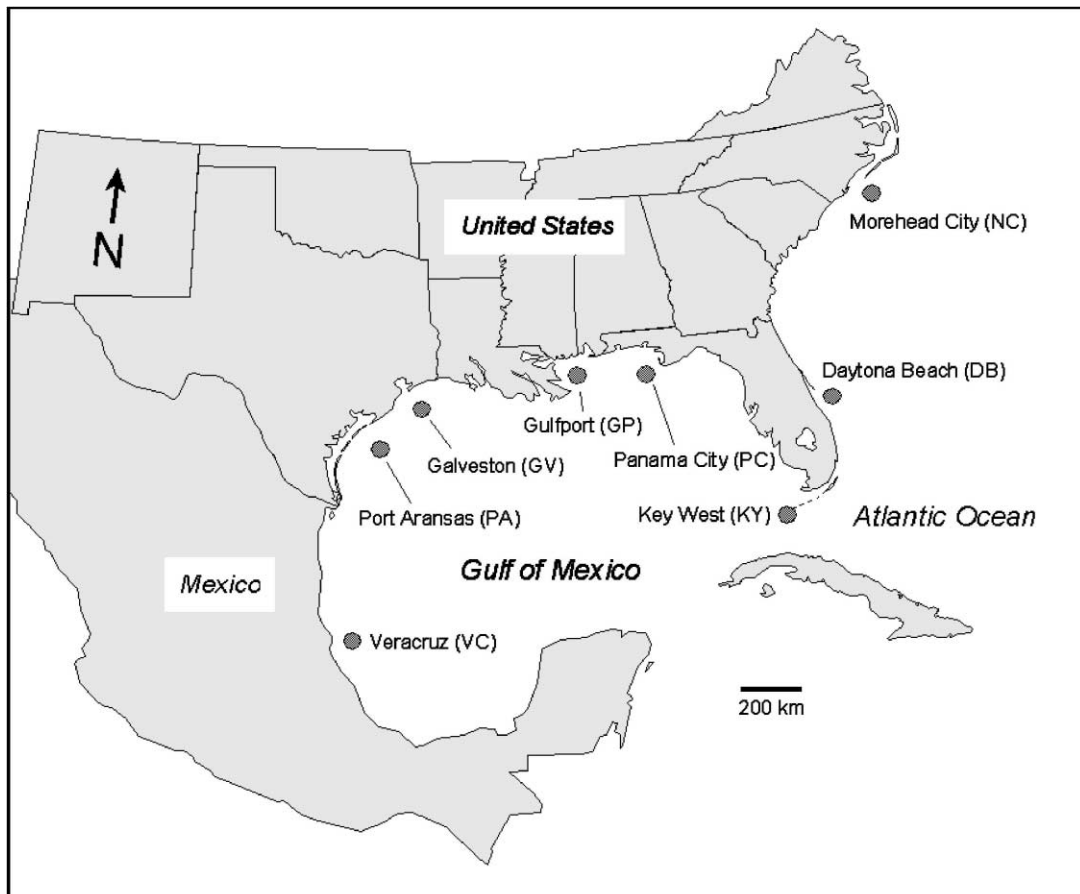 N
United States
Morehead City (NC)
Daytona Beach (DB)
Gulfport (GP)
Galveston (GV)
Panama City (PC)
Port Aransas (PA)
Key West (KY)
Atlantic Ocean
Gulf of Mexico
Mexico
Veracruz (VC)
200 km